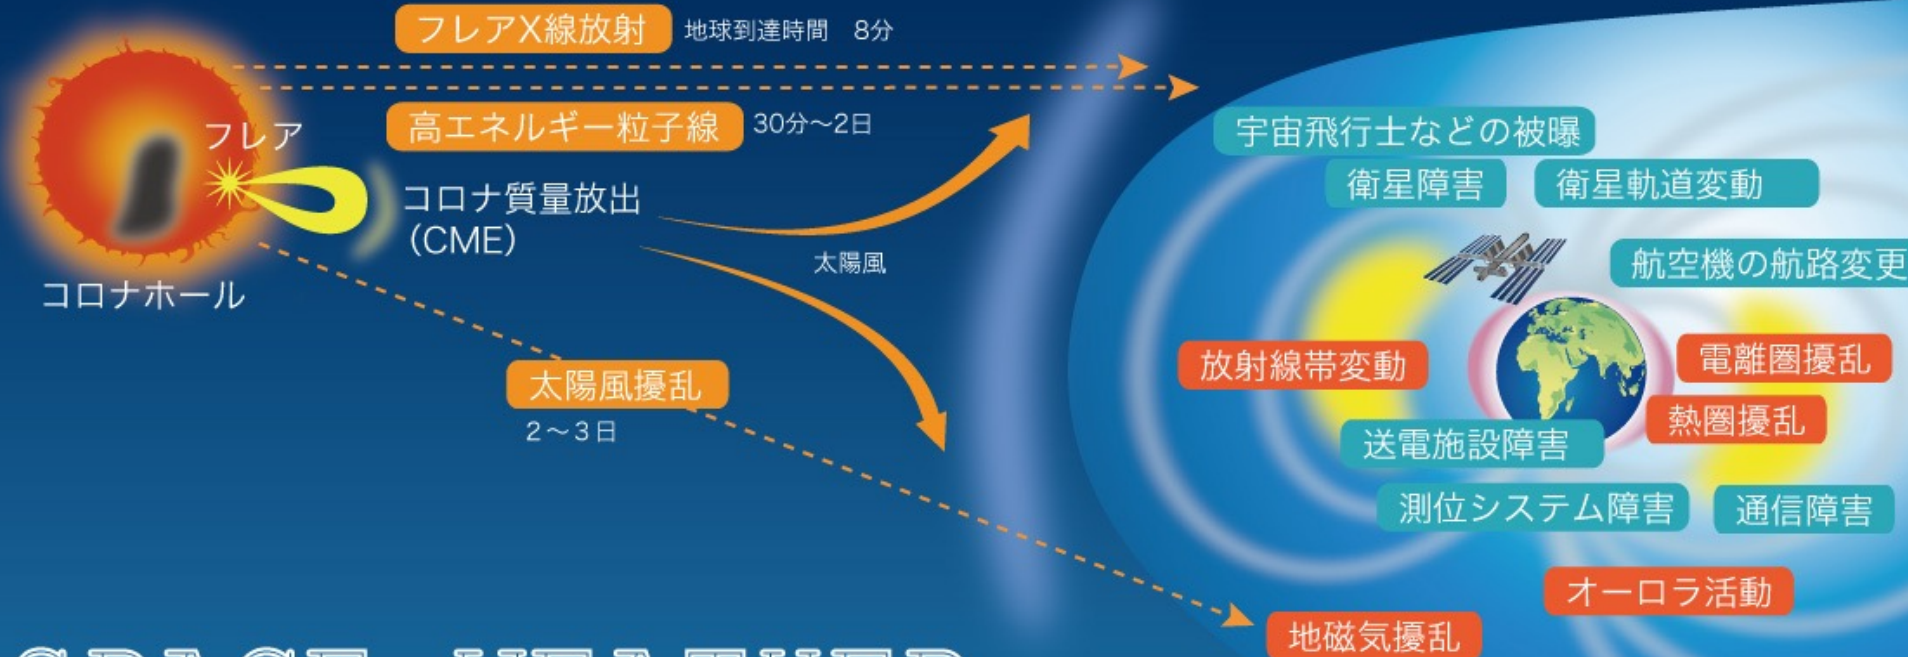 フレアX線放射 地球到達時間 8分
高エネルギー粒子線 30分〜2日
フレア
コロナ質量放出
（CME）
コロナホール
太陽風
太陽風擾乱
2〜3日
宇宙飛行士などの被曝
衛星障害 衛星軌道変動
航空機の航路変更
放射線帯変動
電離圏擾乱
熱圏擾乱
送電施設障害
測位システム障害 通信障害
オーロラ活動
地磁気擾乱
SPACE WEATHER